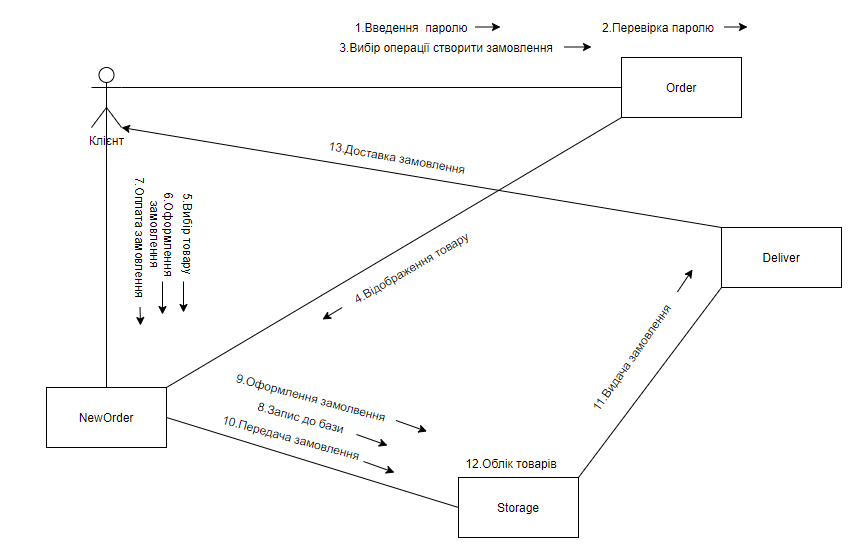 1.Введення паролю
2.Перевірка паролю
3.Вибір операції створити замовлення
Order
Клієнт
13.Доставка замовлення
7.Оплата замовлення
6.Оформлення
замовлення
5.Вибір товару
4.Відображення товару
Deliver
11.Видача замовлення
NewOrder
9.Оформлення замолвення
8.Запис до бази
10.Передача замовлення
12.Облік товарів
Storage